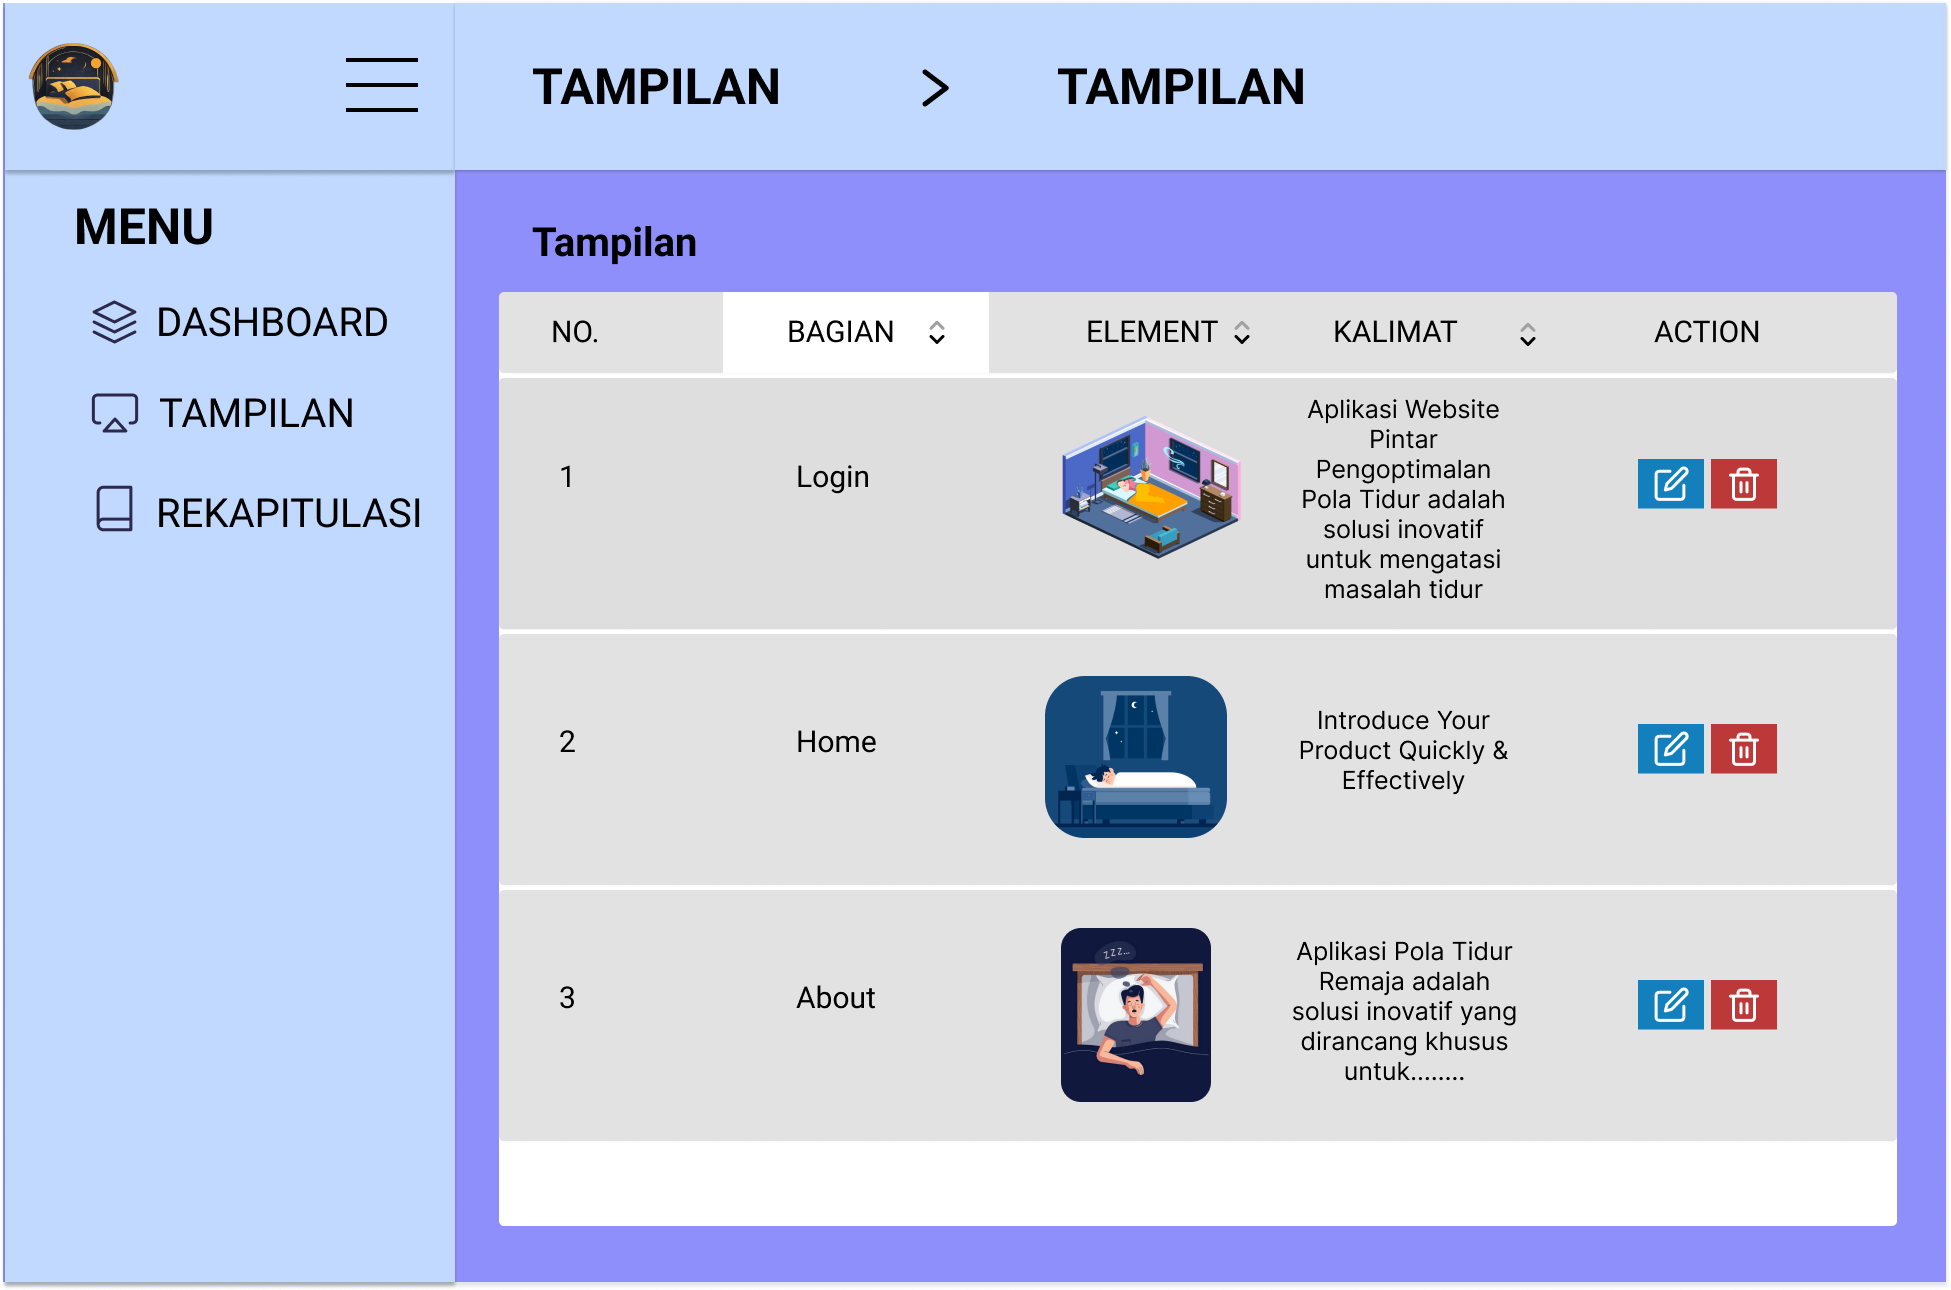 TAMPILAN > TAMPILAN
MENU
DASHBOARD
TAMPILAN
REKAPITULASI
Tampilan
NO. BAGIAN ELEMENT KALIMAT ACTION
1 Login
Aplikasi Website
Pintar
Pengoptimalan
Pola Tidur adalah
solusi inovatif
untuk mengatasi
masalah tidur
2 Home
Introduce Your
Product Quickly &
Effectively
3 About
zzz...
Aplikasi Pola Tidur
Remaja adalah
solusi inovatif yang
dirancang khusus
untuk........